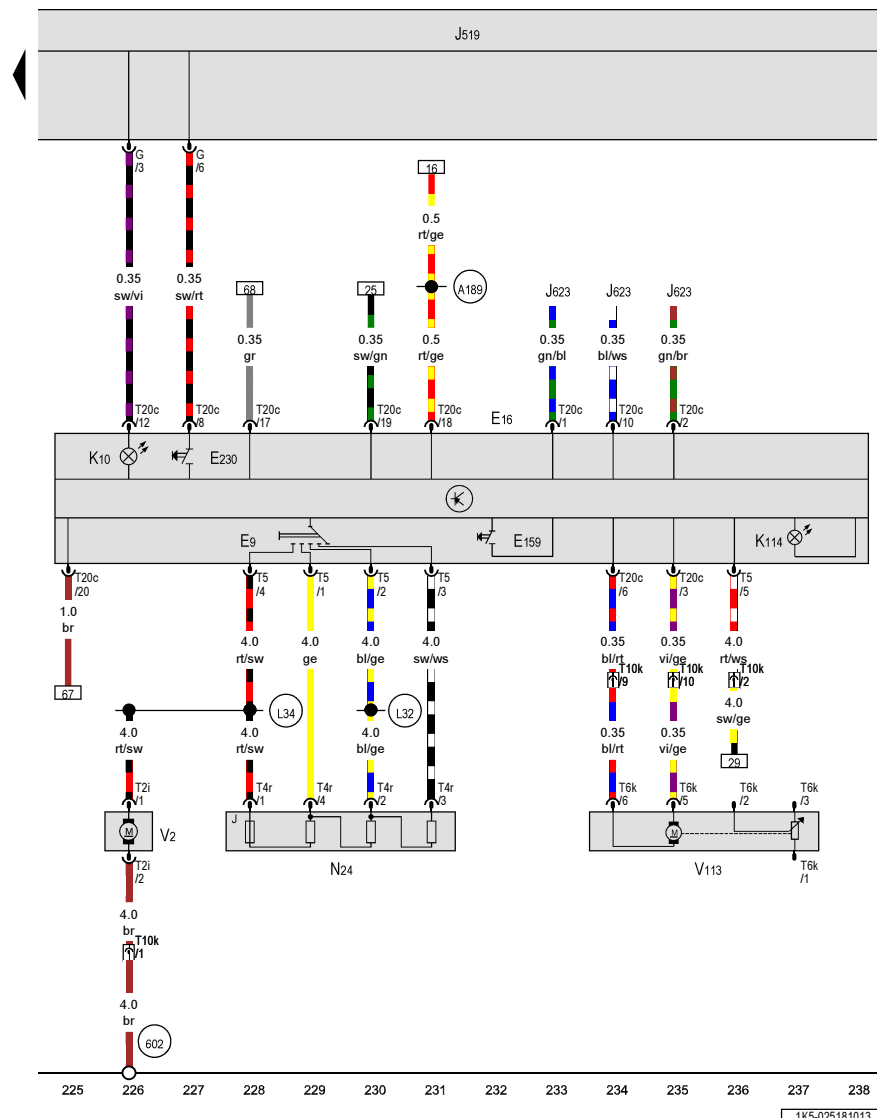 J519
G
/3
G
/6
16
0.5
rt/ge
0.35
sw/vi
0.35
sw/rt
68
25
A189
J623
J623
J623
0.35
gr
0.35
sw/gn
0.5
rt/ge
0.35
gn/bl
0.35
bl/ws
0.35
gn/br
T20c
/12
T20c
/8
T20c
/17
T20c
/19
T20c
/18
E16
T20c
/1
T20c
/10
T20c
/2
K10
E230
E9
E159
K114
T20c
/20
T5
/4
T5
/1
T5
/2
T5
/3
T20c
/6
T20c
/3
T5
/5
1.0
br
4.0
rt/sw
4.0
ge
4.0
bl/ge
4.0
sw/ws
0.35
bl/rt
0.35
vi/ge
4.0
rt/ws
T10k
/9
T10k
/10
T10k
/2
67
L34
L32
4.0
sw/ge
4.0
rt/sw
4.0
rt/sw
4.0
bl/ge
0.35
bl/rt
0.35
vi/ge
29
T2i
/1
T4r
/1
T4r
/4
T4r
/2
T4r
/3
T6k
/6
T6k
/5
T6k
/2
T6k
/3
M
V2
J
N24
M
V113
T6k
/1
T2i
/2
4.0
br
T10k
/1
4.0
br
602
225 226 227 228 229 230 231 232 233 234 235 236 237 238
1K5-025181013